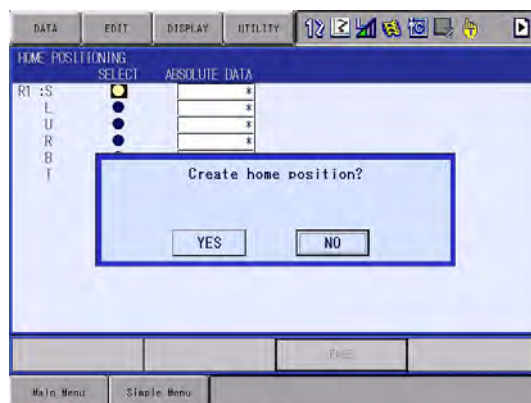 DATA EDIT DISPLAY UTILITY
HOME POSITIONING
SELECT ABSOLUTE DATA
R1 :S *
L *
U *
R *
B
T
Create home position?
YES NO
PAGE
Main Menu Simple Menu